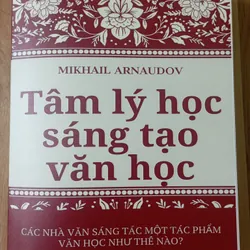 MIKHAIL ARNAUDOV
Tâm lý học
sáng tạo
văn học
CÁC NHÀ VĂN SÁNG TÁC MỘT TÁC PHẨM
VĂN HỌC NHƯ THẾ NÀO?